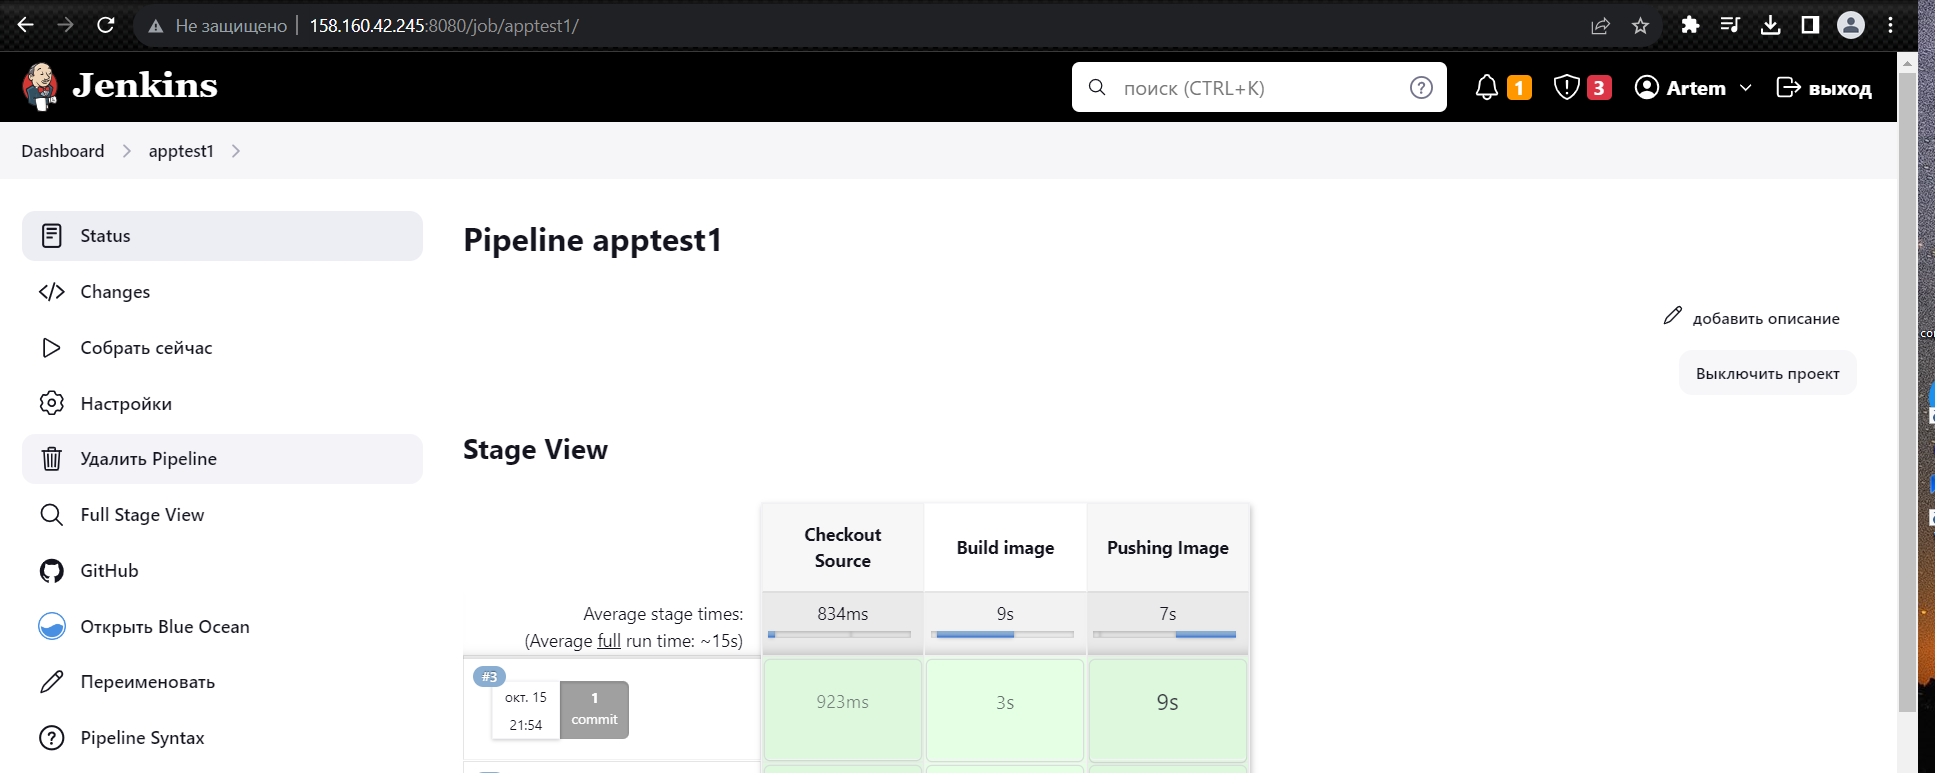 Не защищено
158.160.42.245:8080/job/apptest1/
Jenkins
поиск (CTRL+K)
1
3
Artem
выход
Dashboard
apptest1
Status
Changes
Собрать сейчас
Настройки
Удалить Pipeline
Full Stage View
GitHub
Открыть Blue Ocean
Переименовать
Pipeline Syntax
Pipeline apptest1
добавить описание
Выключить проект
Stage View
Checkout
Source
Build image
Pushing Image
Average stage times:
(Average full run time: ~15s)
834ms
9s
7s
#3
окт. 15
21:54
1
commit
923ms
3s
9s